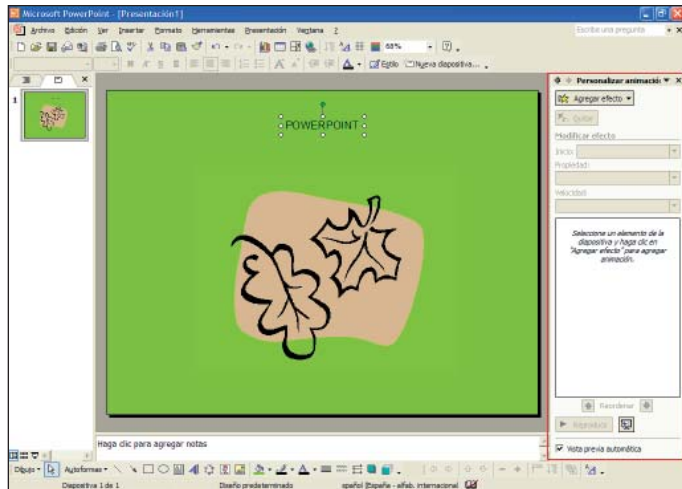 Microsoft PowerPoint - [Presentación1]
Archivo Edición Ver Insertar Formato Herramientas Presentación Ventana ?
Escriba una pregunta
68%
N K S S
Estilo Nueva diapositiva...
Personalizar animación
1
Agregar efecto
Quitar
Modificar efecto
Inicio:
Propiedad:
Velocidad:
POWERPOINT
Seleccione un elemento de la
diapositiva y haga clic en
"Agregar efecto" para agregar
animación.
Reordenar
Reproducir
Vista previa automática
Haga clic para agregar notas
Dibujo Autoformas
Diapositiva 1 de 1 Diseño predeterminado español (España - alfab. internacional